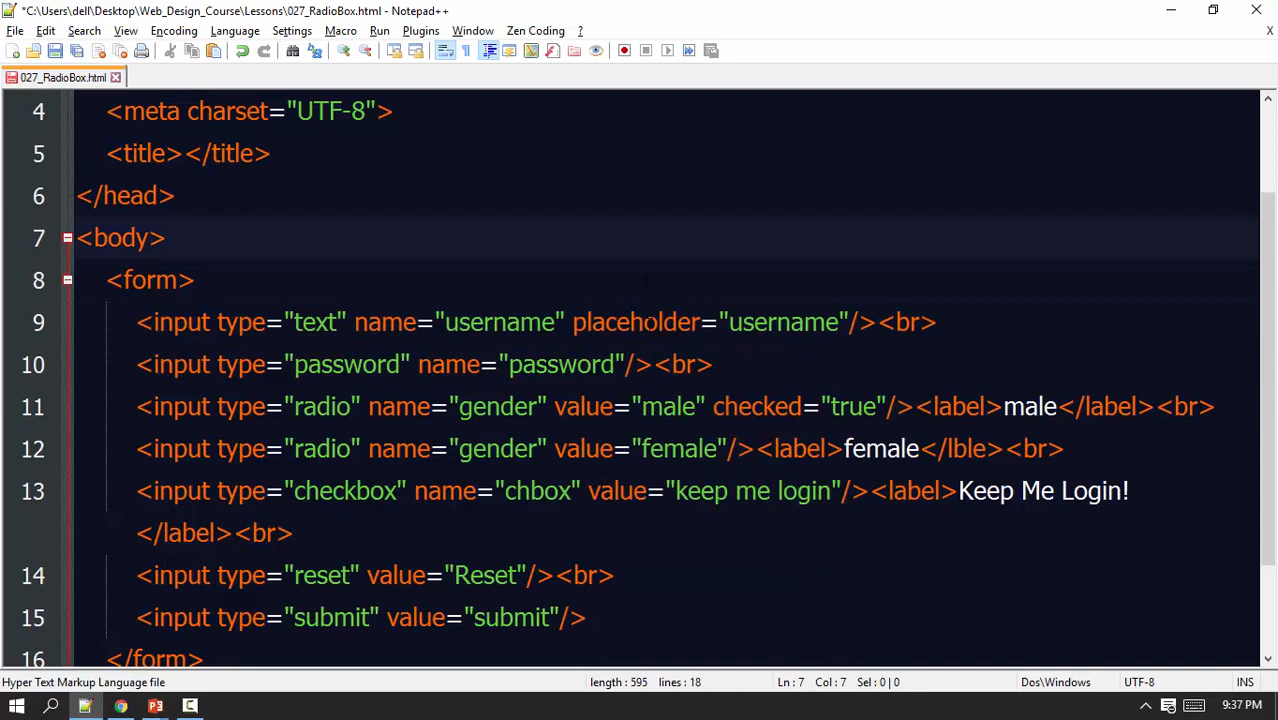 *C:\Users\dell\Desktop\Web_Design_Course\Lessons\027_RadioBox.html - Notepad++
File Edit Search View Encoding Language Settings Macro Run Plugins Window Zen Coding ? X
027_RadioBox.html
4 <meta charset="UTF-8">
5 <title></title>
6 </head>
7 <body>
8 <form>
9 <input type="text" name="username" placeholder="username"/><br>
10 <input type="password" name="password"/><br>
11 <input type="radio" name="gender" value="male" checked="true"/><label>male</label><br>
12 <input type="radio" name="gender" value="female"/><label>female</lble><br>
13 <input type="checkbox" name="chbox" value="keep me login"/><label>Keep Me Login!
</label><br>
14 <input type="reset" value="Reset"/><br>
15 <input type="submit" value="submit"/>
16 </form>
Hyper Text Markup Language file length : 595 lines : 18 Ln : 7 Col : 7 Sel : 0 | 0 Dos\Windows UTF-8 INS
9:37 PM